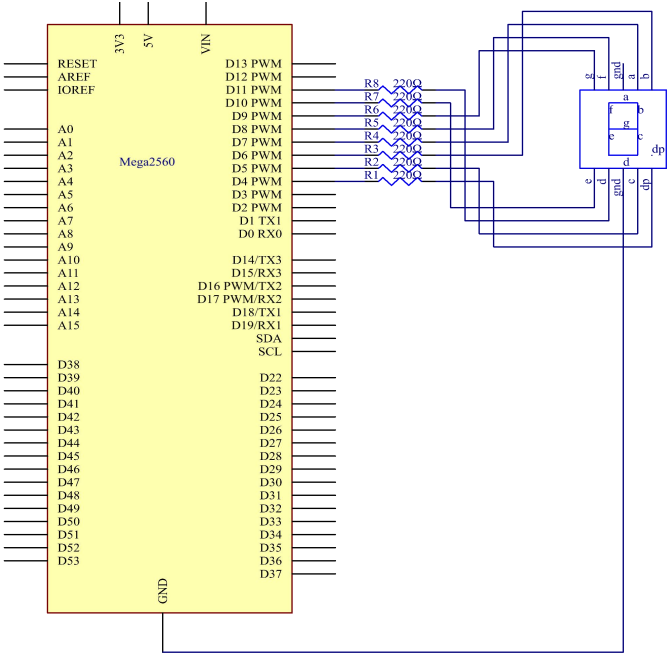 3V3 5V VIN
RESET D13 PWM
AREF D12 PWM
IOREF D11 PWM R8 220Ω
D10 PWM R7 220Ω
D9 PWM R6 220Ω
A0 D8 PWM R5 220Ω
A1 D7 PWM R4 220Ω
A2 D6 PWM R3 220Ω
A3 D5 PWM R2 220Ω
A4 D4 PWM R1 220Ω
Mega2560
A5 D3 PWM
A6 D2 PWM
A7 D1 TX1
A8 D0 RX0
A9
A10 D14/TX3
A11 D15/RX3
A12 D16 PWM/TX2
A13 D17 PWM/RX2
A14 D18/TX1
A15 D19/RX1
SDA
SCL
D38
D39 D22
D40 D23
D41 D24
D42 D25
D43 D26
D44 D27
D45 D28
D46 D29
D47 D30
D48 D31
D49 D32
D50 D33
D51 D34
D52 D35
D53 D36
D37
GND
g f gnd a b
a
f b
g
e c
dp
d
e d gnd c dp